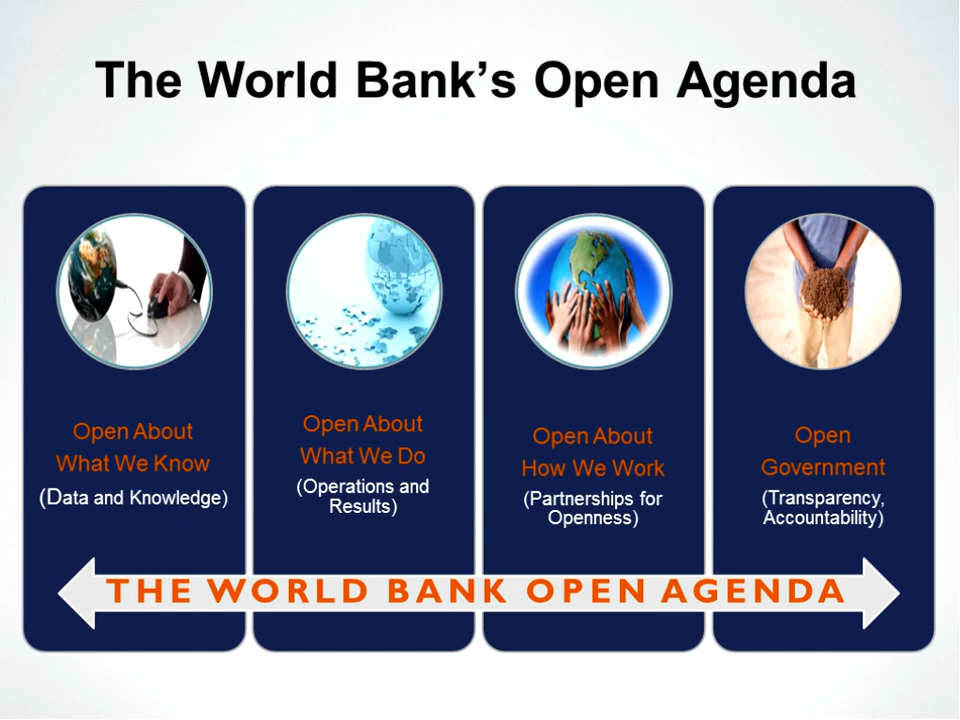 The World Bank’s Open Agenda
Open About
What We Know
(Data and Knowledge)
Open About
What We Do
(Operations and
Results)
Open About
How We Work
(Partnerships for
Openness)
Open
Government
(Transparency,
Accountability)
THE WORLD BANK OPEN AGENDA